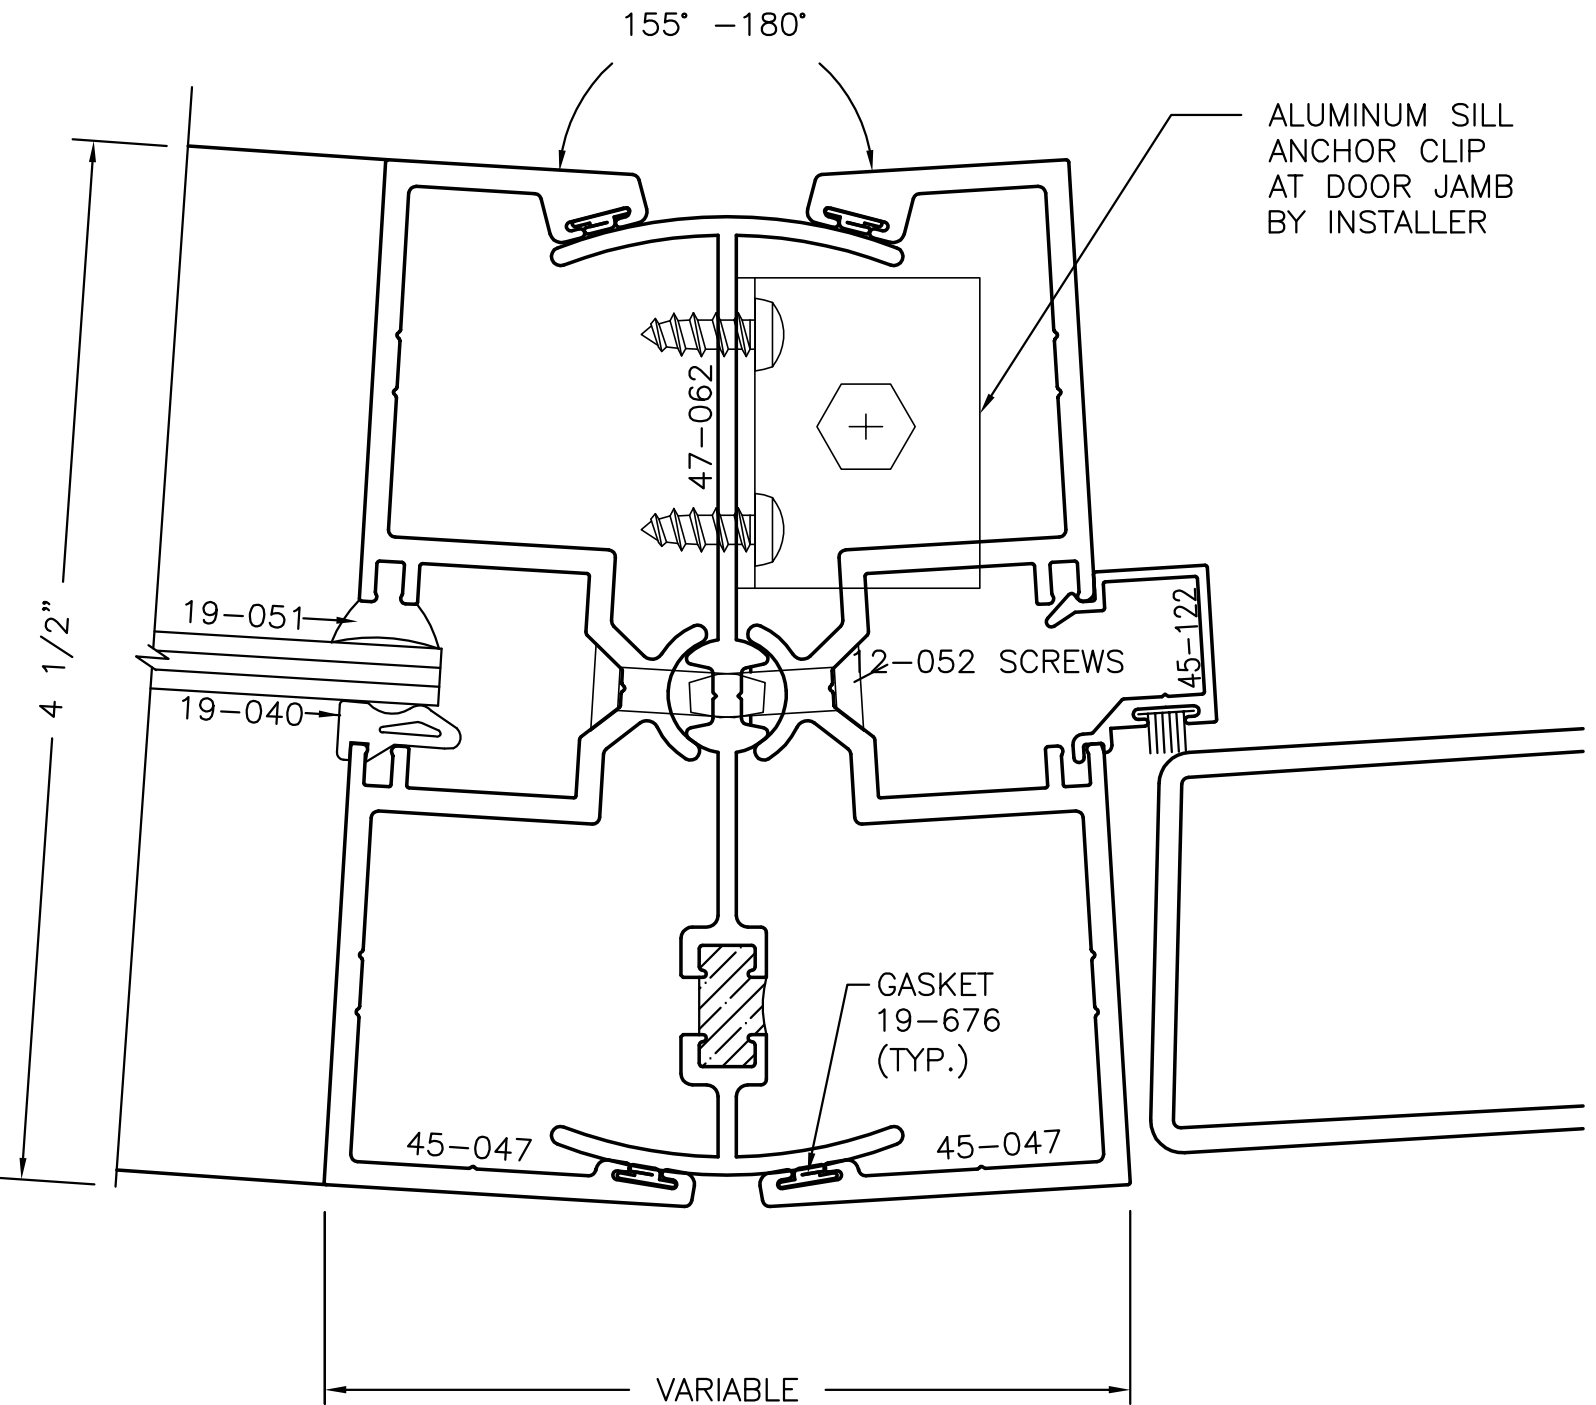 155° -180°
ALUMINUM SILL
ANCHOR CLIP
AT DOOR JAMB
BY INSTALLER
47-062
4 1/2"
19-051
45-122
12-052 SCREWS
19-040
GASKET
19-676
(TYP.)
45-047
45-047
VARIABLE